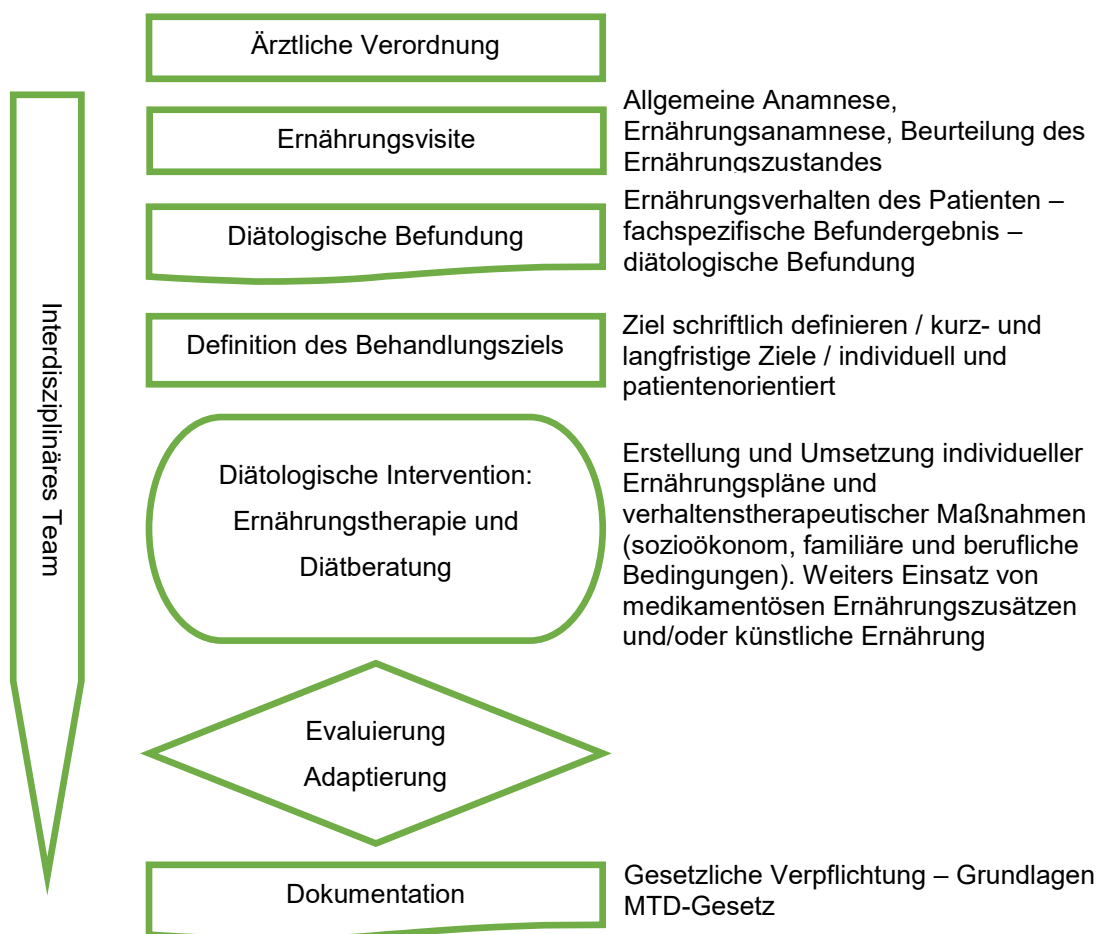 Ärztliche Verordnung
Interdisziplinäres Team
Ernährungsvisite
Allgemeine Anamnese,
Ernährungsanamnese, Beurteilung des
Ernährungszustandes
Diätologische Befundung
Ernährungsverhalten des Patienten –
fachspezifische Befundergebnis –
diätologische Befundung
Definition des Behandlungsziels
Ziel schriftlich definieren / kurz- und
langfristige Ziele / individuell und
patientenorientiert
Diätologische Intervention:
Ernährungstherapie und
Diätberatung
Erstellung und Umsetzung individueller
Ernährungspläne und
verhaltenstherapeutischer Maßnahmen
(sozioökonom, familiäre und berufliche
Bedingungen). Weiters Einsatz von
medikamentösen Ernährungszusätzen
und/oder künstliche Ernährung
Evaluierung
Adaptierung
Dokumentation
Gesetzliche Verpflichtung – Grundlagen
MTD-Gesetz